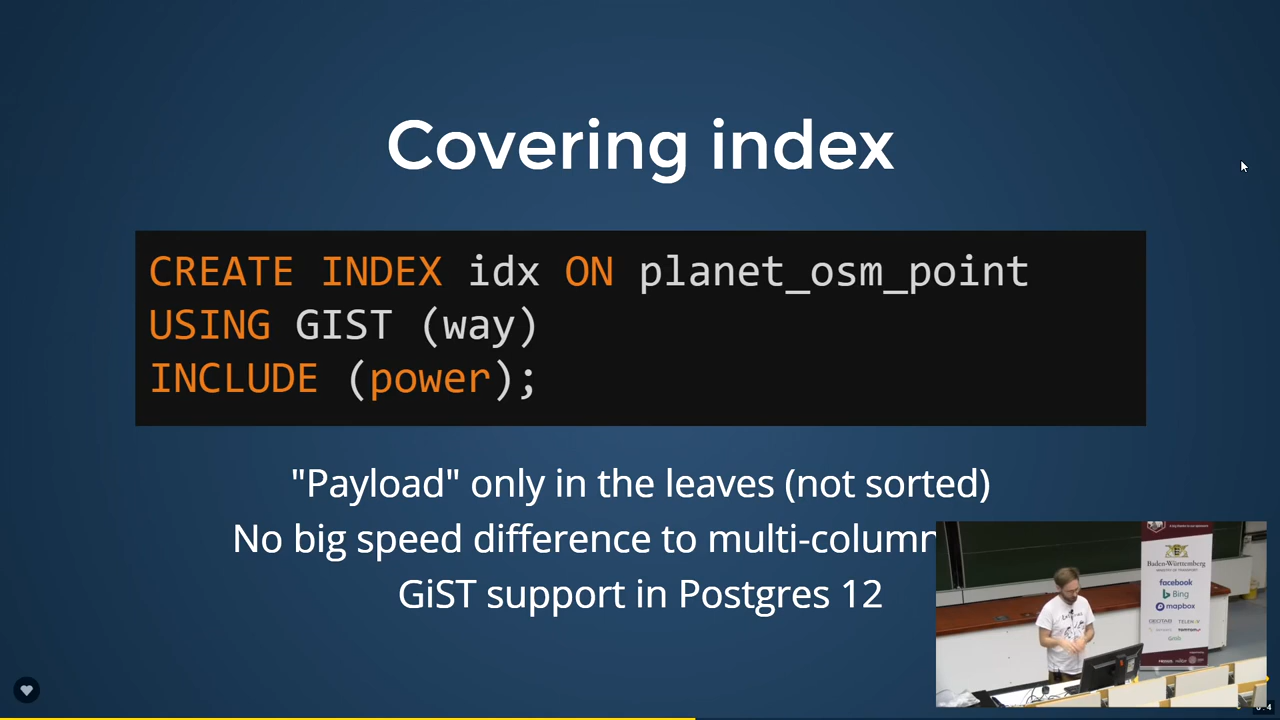 Covering index
CREATE INDEX idx ON planet_osm_point
USING GIST (way)
INCLUDE (power);
"Payload" only in the leaves (not sorted)
No big speed difference to multi-column
GiST support in Postgres 12
Baden-Württemberg
facebook
Bing
mapbox